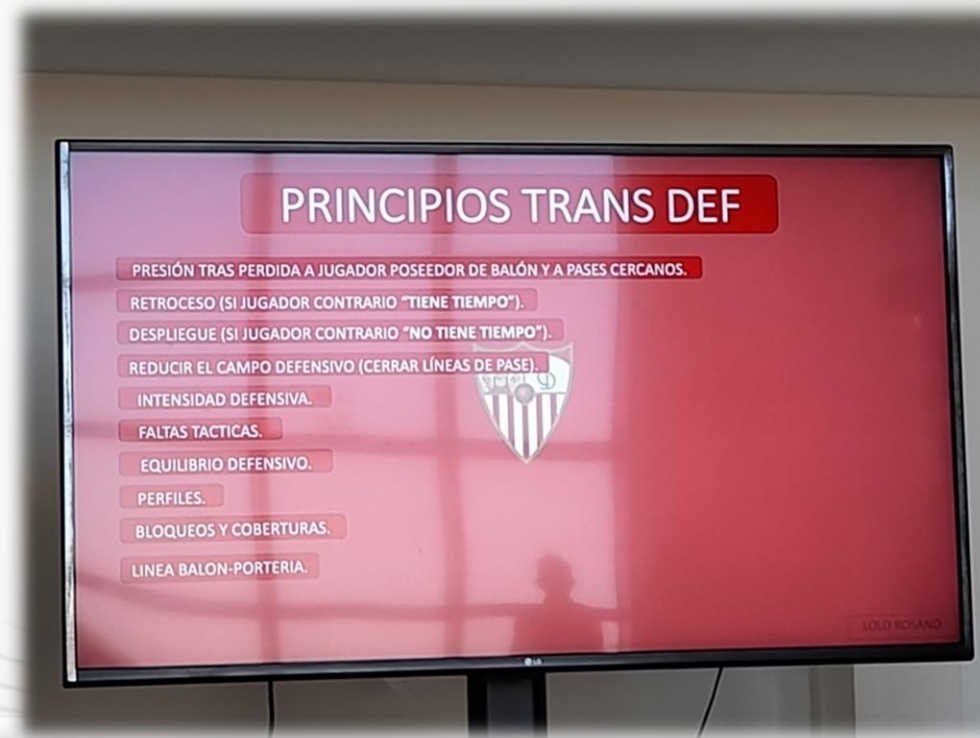 PRINCIPIOS TRANS DEF
PRESIÓN TRAS PERDIDA A JUGADOR POSEEDOR DE BALÓN Y A PASES CERCANOS.
RETROCESO (SI JUGADOR CONTRARIO "TIENE TIEMPO").
DESPLIEGUE (SI JUGADOR CONTRARIO "NO TIENE TIEMPO").
REDUCIR EL CAMPO DEFENSIVO (CERRAR LÍNEAS DE PASE).
INTENSIDAD DEFENSIVA.
FALTAS TACTICAS.
EQUILIBRIO DEFENSIVO.
PERFILES.
BLOQUEOS Y COBERTURAS.
LINEA BALON-PORTERIA.
LOLO ROSANO
LG